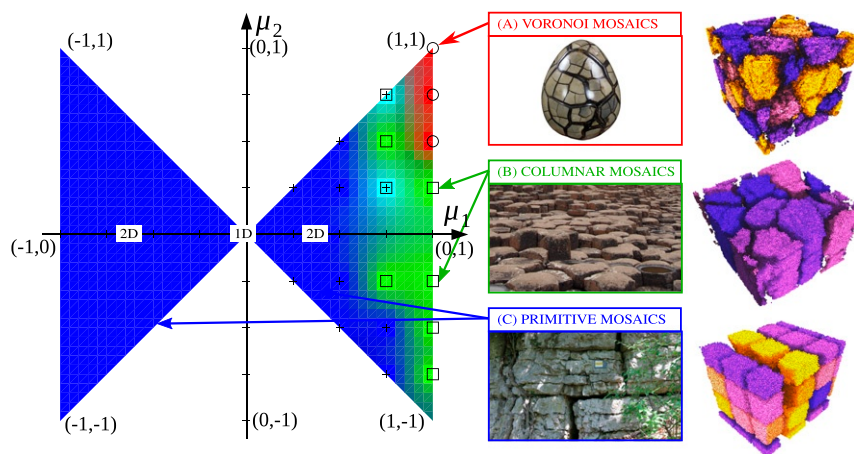 μ2
(-1,1)
(0,1)
(1,1)
(A) VORONOI MOSAICS
(B) COLUMNAR MOSAICS
μ1
(-1,0)
2D
1D
2D
(0,1)
(C) PRIMITIVE MOSAICS
(-1,-1)
(0,-1)
(1,-1)